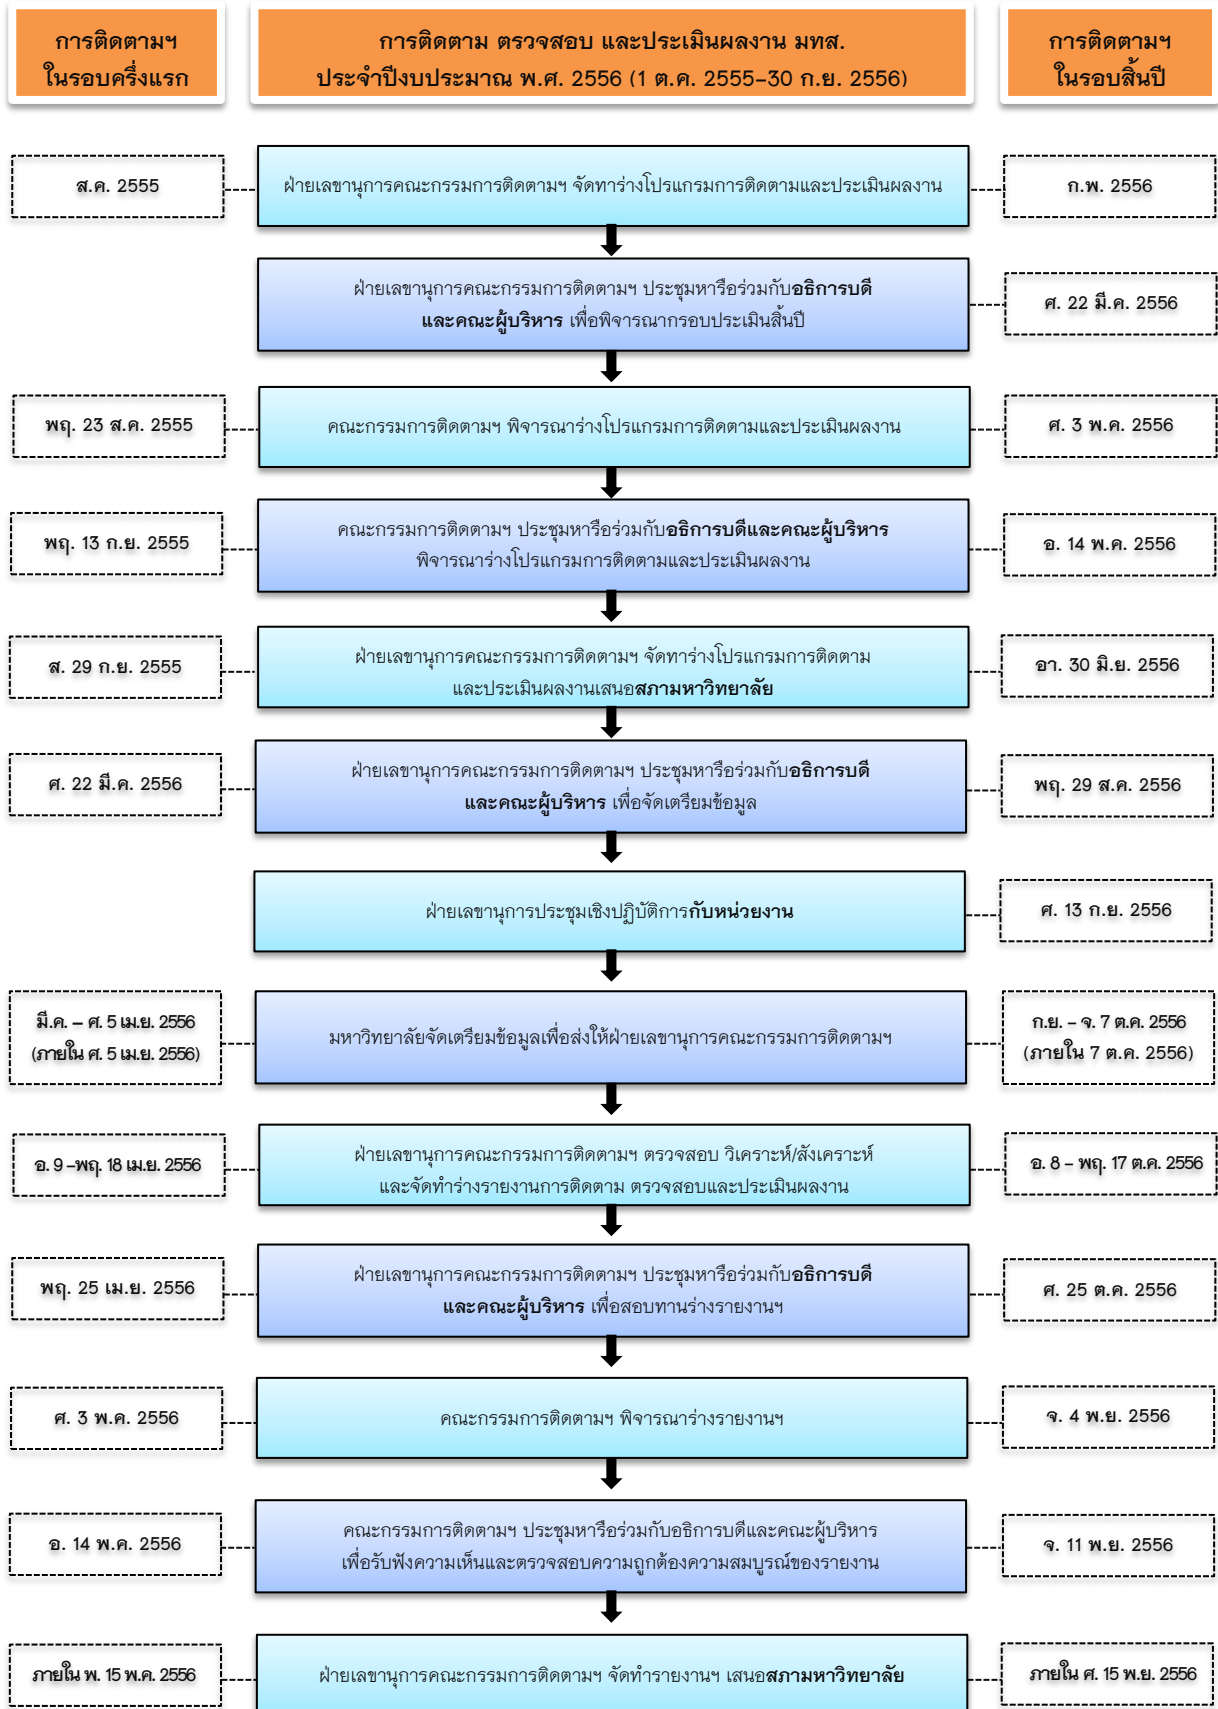 การติดตามฯ
ในรอบครึ่งแรก
การติดตาม ตรวจสอบ และประเมินผลงาน มทส.
ประจำปีงบประมาณ พ.ศ. 2556 (1 ต.ค. 2555-30 ก.ย. 2556)
การติดตามฯ
ในรอบสิ้นปี
ส.ค. 2555
ฝ่ายเลขานุการคณะกรรมการติดตามฯ จัดทาร่างโปรแกรมการติดตามและประเมินผลงาน
ก.พ. 2556
ฝ่ายเลขานุการคณะกรรมการติดตามฯ ประชุมหารือร่วมกับอธิการบดี
และคณะผู้บริหาร เพื่อพิจารณากรอบประเมินสิ้นปี
ศ. 22 มี.ค. 2556
พฤ. 23 ส.ค. 2555
คณะกรรมการติดตามฯ พิจารณาร่างโปรแกรมการติดตามและประเมินผลงาน
ศ. 3 พ.ค. 2556
พฤ. 13 ก.ย. 2555
คณะกรรมการติดตามฯ ประชุมหารือร่วมกับอธิการบดีและคณะผู้บริหาร
พิจารณาร่างโปรแกรมการติดตามและประเมินผลงาน
อ. 14 พ.ค. 2556
ส. 29 ก.ย. 2555
ฝ่ายเลขานุการคณะกรรมการติดตามฯ จัดทาร่างโปรแกรมการติดตาม
และประเมินผลงานเสนอสภามหาวิทยาลัย
อา. 30 มิ.ย. 2556
ศ. 22 มี.ค. 2556
ฝ่ายเลขานุการคณะกรรมการติดตามฯ ประชุมหารือร่วมกับอธิการบดี
และคณะผู้บริหาร เพื่อจัดเตรียมข้อมูล
พฤ. 29 ส.ค. 2556
ฝ่ายเลขานุการประชุมเชิงปฏิบัติการกับหน่วยงาน
ศ. 13 ก.ย. 2556
มี.ค. – ศ. 5 เม.ย. 2556
(ภายใน ศ. 5 เม.ย. 2556)
มหาวิทยาลัยจัดเตรียมข้อมูลเพื่อส่งให้ฝ่ายเลขานุการคณะกรรมการติดตามฯ
ก.ย. – จ. 7 ต.ค. 2556
(ภายใน 7 ต.ค. 2556)
อ. 9 –พฤ. 18 เม.ย. 2556
ฝ่ายเลขานุการคณะกรรมการติดตามฯ ตรวจสอบ วิเคราะห์/สังเคราะห์
และจัดทำร่างรายงานการติดตาม ตรวจสอบและประเมินผลงาน
อ. 8 – พฤ. 17 ต.ค. 2556
พฤ. 25 เม.ย. 2556
ฝ่ายเลขานุการคณะกรรมการติดตามฯ ประชุมหารือร่วมกับอธิการบดี
และคณะผู้บริหาร เพื่อสอบทานร่างรายงานฯ
ศ. 25 ต.ค. 2556
ศ. 3 พ.ค. 2556
คณะกรรมการติดตามฯ พิจารณาร่างรายงานฯ
จ. 4 พ.ย. 2556
อ. 14 พ.ค. 2556
คณะกรรมการติดตามฯ ประชุมหารือร่วมกับอธิการบดีและคณะผู้บริหาร
เพื่อรับฟังความเห็นและตรวจสอบความถูกต้องความสมบูรณ์ของรายงาน
จ. 11 พ.ย. 2556
ภายใน พ. 15 พ.ค. 2556
ฝ่ายเลขานุการคณะกรรมการติดตามฯ จัดทำรายงานฯ เสนอสภามหาวิทยาลัย
ภายใน ศ. 15 พ.ย. 2556